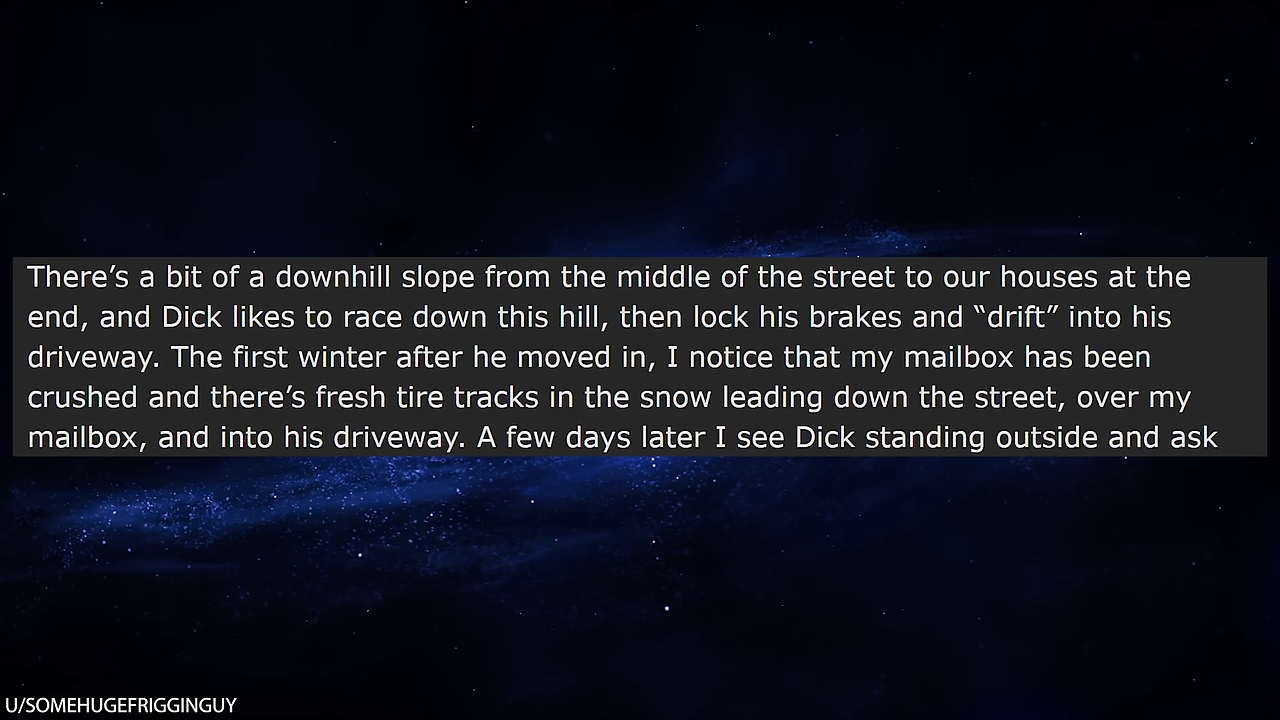 There’s a bit of a downhill slope from the middle of the street to our houses at the
end, and Dick likes to race down this hill, then lock his brakes and “drift” into his
driveway. The first winter after he moved in, I notice that my mailbox has been
crushed and there’s fresh tire tracks in the snow leading down the street, over my
mailbox, and into his driveway. A few days later I see Dick standing outside and ask
U/SOMEHUGEFRIGGINGUY